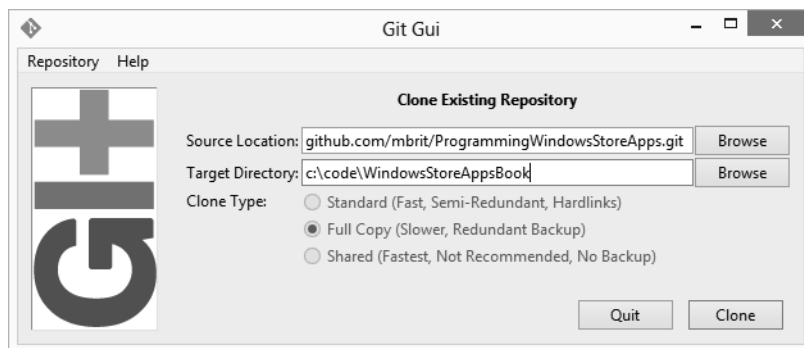 Git Gui
Repository Help
Clone Existing Repository
Source Location: github.com/mbrit/ProgrammingWindowsStoreApps.git Browse
Target Directory: c:\code\WindowsStoreAppsBook Browse
Clone Type: Standard (Fast, Semi-Redundant, Hardlinks)
Full Copy (Slower, Redundant Backup)
Shared (Fastest, Not Recommended, No Backup)
Quit Clone
GIT